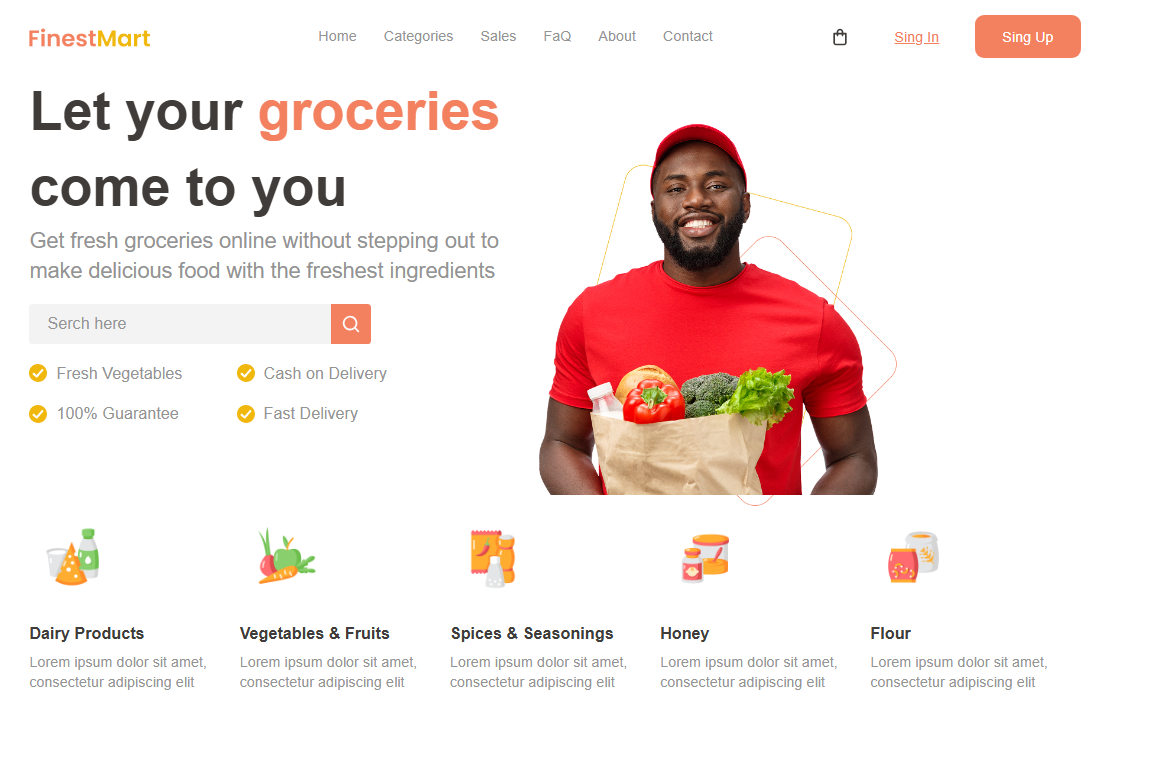 FinestMart
Home Categories Sales FaQ About Contact
Sing In
Sing Up
Let your groceries
come to you
Get fresh groceries online without stepping out to
make delicious food with the freshest ingredients
Serch here
Fresh Vegetables Cash on Delivery
100% Guarantee Fast Delivery
Dairy Products
Lorem ipsum dolor sit amet,
consectetur adipiscing elit
Vegetables & Fruits
Lorem ipsum dolor sit amet,
consectetur adipiscing elit
Spices & Seasonings
Lorem ipsum dolor sit amet,
consectetur adipiscing elit
Honey
Lorem ipsum dolor sit amet,
consectetur adipiscing elit
Flour
Lorem ipsum dolor sit amet,
consectetur adipiscing elit